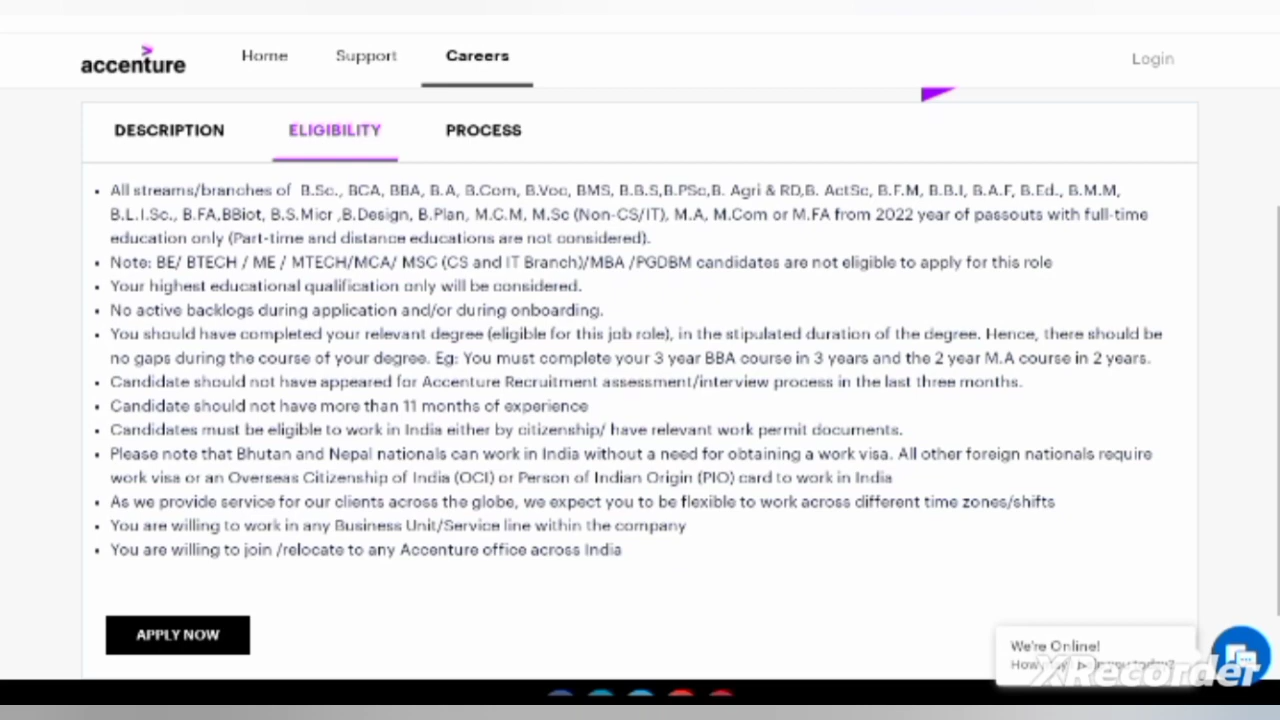 accenture
Home Support Careers
Login
DESCRIPTION ELIGIBILITY PROCESS
• All streams/branches of B.Sc., BCA, BBA, B.A, B.Com, B.Voc, BMS, B.B.S,B.PSc,B. Agri & RD,B. ActSc, B.F.M, B.B.I, B.A.F, B.Ed., B.M.M,
B.L.I.Sc., B.FA,BBiot, B.S.Micr ,B.Design, B.Plan, M.C.M, M.Sc (Non-CS/IT), M.A, M.Com or M.FA from 2022 year of passouts with full-time
education only (Part-time and distance educations are not considered).
• Note: BE/ BTECH / ME / MTECH/MCA/ MSC (CS and IT Branch)/MBA /PGDBM candidates are not eligible to apply for this role
• Your highest educational qualification only will be considered.
• No active backlogs during application and/or during onboarding.
• You should have completed your relevant degree (eligible for this job role), in the stipulated duration of the degree. Hence, there should be
no gaps during the course of your degree. Eg: You must complete your 3 year BBA course in 3 years and the 2 year M.A course in 2 years.
• Candidate should not have appeared for Accenture Recruitment assessment/interview process in the last three months.
• Candidate should not have more than 11 months of experience
• Candidates must be eligible to work in India either by citizenship/ have relevant work permit documents.
• Please note that Bhutan and Nepal nationals can work in India without a need for obtaining a work visa. All other foreign nationals require
work visa or an Overseas Citizenship of India (OCI) or Person of Indian Origin (PIO) card to work in India
• As we provide service for our clients across the globe, we expect you to be flexible to work across different time zones/shifts
• You are willing to work in any Business Unit/Service line within the company
• You are willing to join /relocate to any Accenture office across India
APPLY NOW
We're Online!
XRecorder